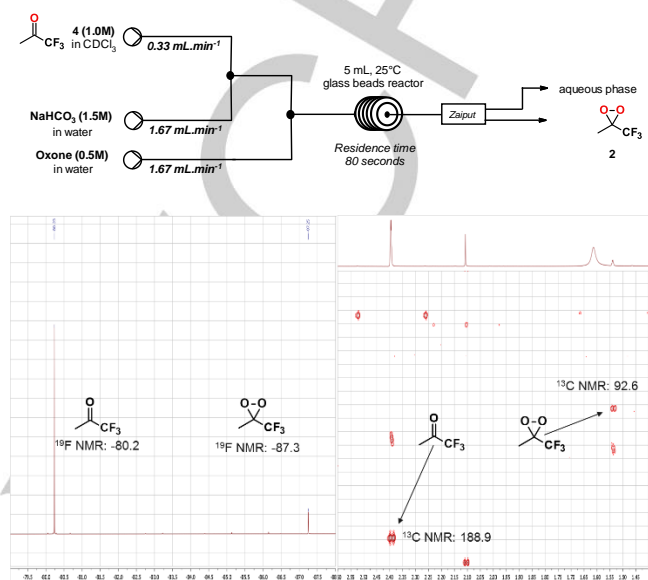 O
CF₃
4 (1.0M)
in CDCl₃
0.33 mL.min⁻¹
NaHCO₃ (1.5M)
in water
1.67 mL.min⁻¹
Oxone (0.5M)
in water
1.67 mL.min⁻¹
5 mL, 25°C
glass beads reactor
Residence time
80 seconds
Zaiput
aqueous phase
O-O
CF₃
2
O
CF₃
¹⁹F NMR: -80.2
O-O
CF₃
¹⁹F NMR: -87.3
¹³C NMR: 92.6
O
CF₃
O-O
CF₃
¹³C NMR: 188.9